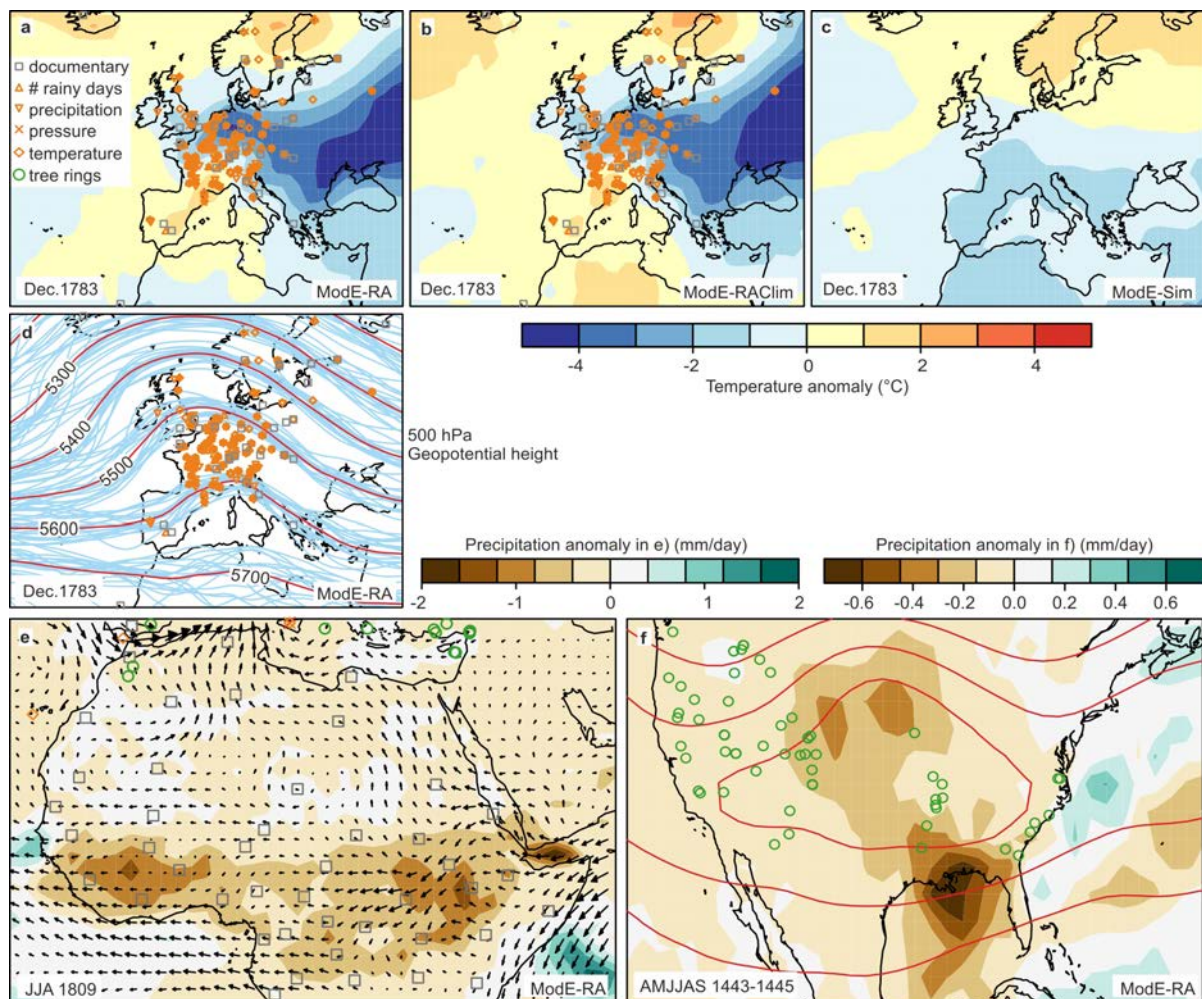 a
documentary
# rainy days
precipitation
pressure
temperature
tree rings
Dec.1783
ModE-RA
b
Dec.1783
ModE-RAClim
c
Dec.1783
ModE-Sim
-4 -2 0 2 4
Temperature anomaly (°C)
d
5300
5400
5500
5600
5700
Dec.1783
ModE-RA
500 hPa
Geopotential height
Precipitation anomaly in e) (mm/day)
-2 -1 0 1 2
Precipitation anomaly in f) (mm/day)
-0.6 -0.4 -0.2 0.0 0.2 0.4 0.6
e
JJA 1809
ModE-RA
f
AMJJAS 1443-1445
ModE-RA